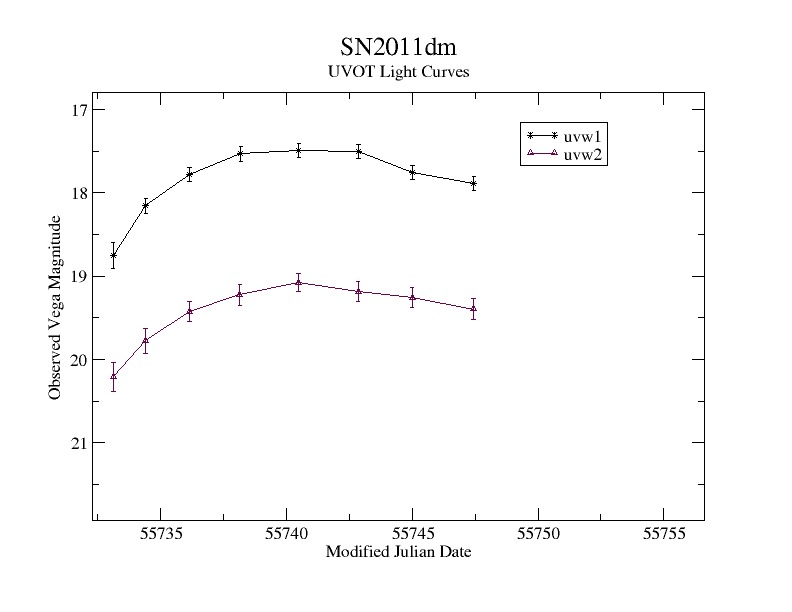 SN2011dm
UVOT Light Curves
17
18
19
20
21
Observed Vega Magnitude
uvw1
uvw2
55735 55740 55745 55750 55755
Modified Julian Date